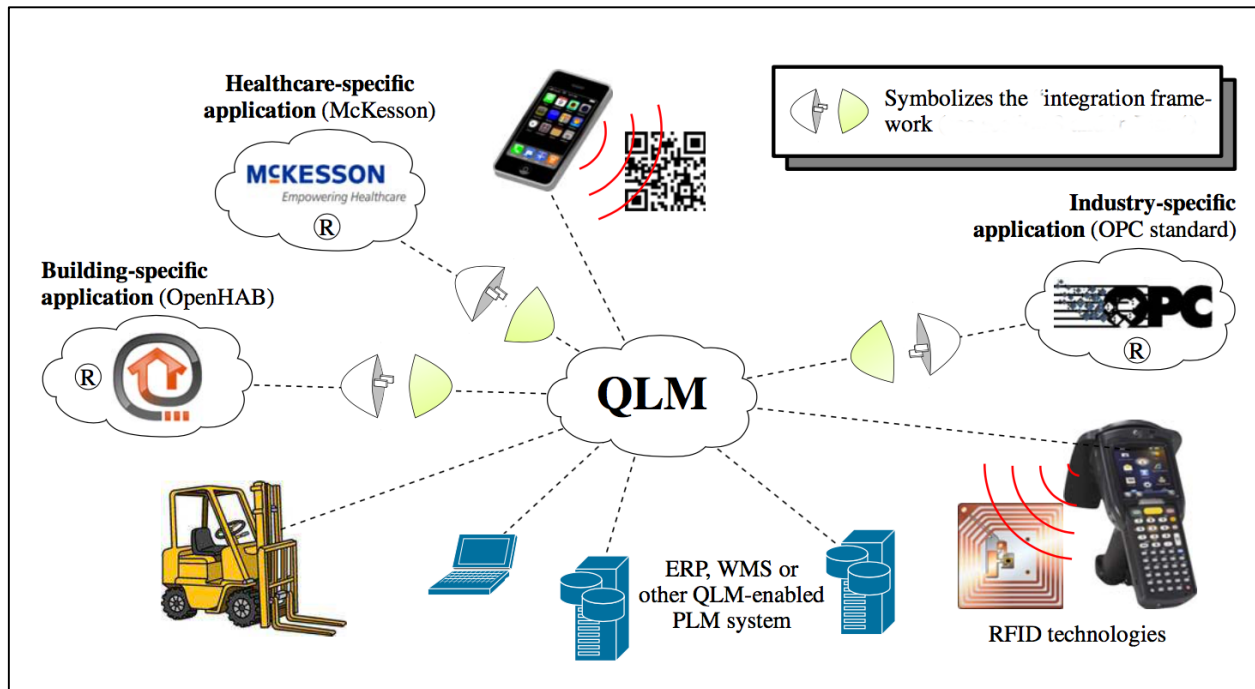 Healthcare-specific
application (McKesson)
MCKESSON
Empowering Healthcare
®
Symbolizes the 'integration frame-
work
Industry-specific
application (OPC standard)
OPC
®
Building-specific
application (OpenHAB)
®
QLM
ERP, WMS or
other QLM-enabled
PLM system
RFID technologies